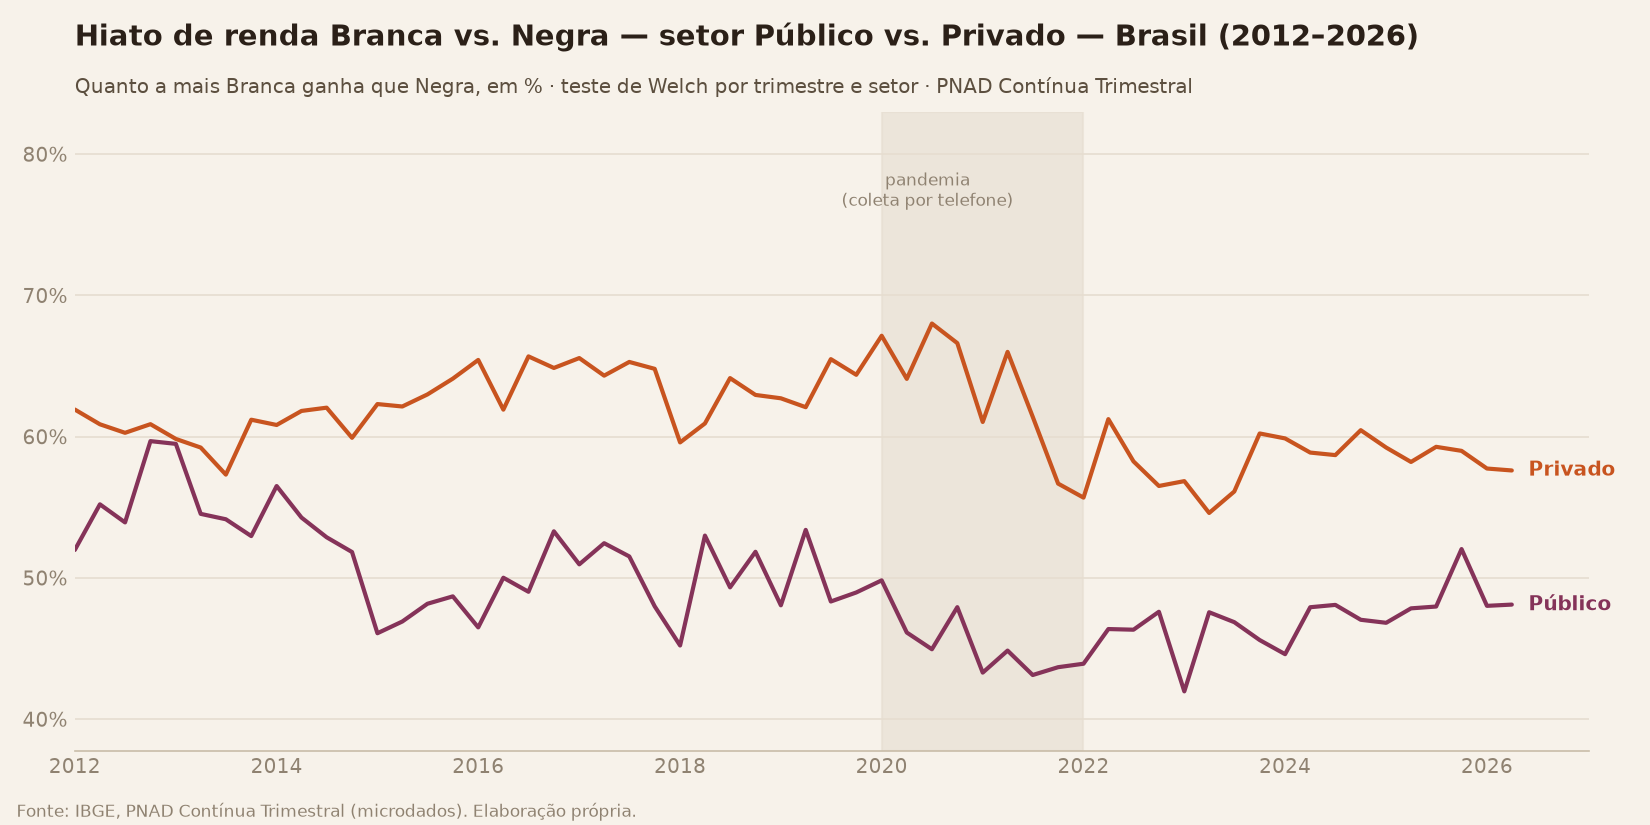 Hiato de renda Branca vs. Negra — setor Público vs. Privado — Brasil (2012–2026)
Quanto a mais Branca ganha que Negra, em % · teste de Welch por trimestre e setor · PNAD Contínua Trimestral
80%
pandemia
(coleta por telefone)
70%
60%
Privado
50%
Público
40%
2012 2014 2016 2018 2020 2022 2024 2026
Fonte: IBGE, PNAD Contínua Trimestral (microdados). Elaboração própria.